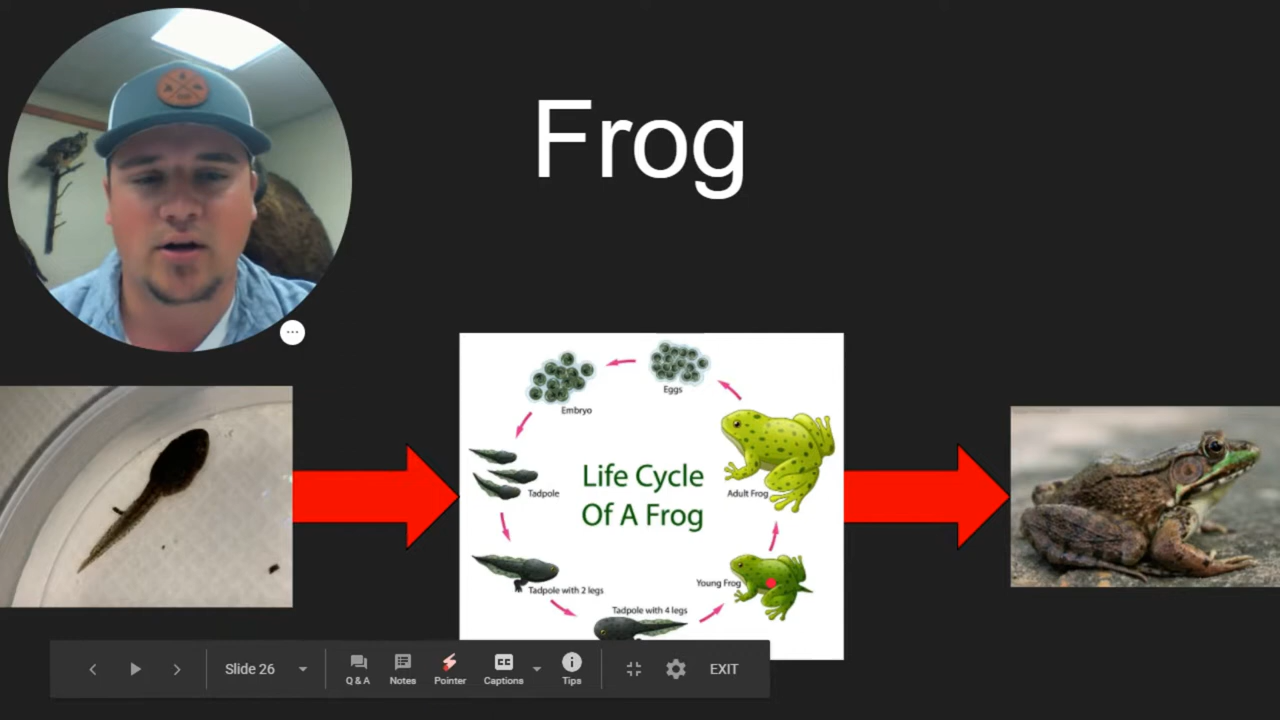 Frog
Eggs
Embryo
Tadpole
Life Cycle
Of A Frog
Adult Frog
Tadpole with 2 legs
Young Frog
Tadpole with 4 legs
Slide 26
Q & A
Notes
Pointer
CC
Captions
Tips
EXIT